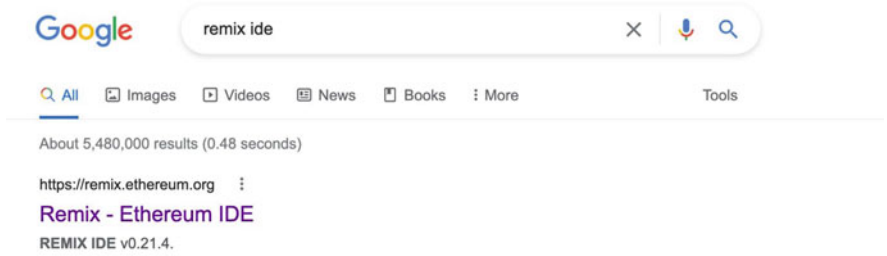 Google remix ide
All Images Videos News Books More Tools
About 5,480,000 results (0.48 seconds)
https://remix.ethereum.org
Remix - Ethereum IDE
REMIX IDE v0.21.4.